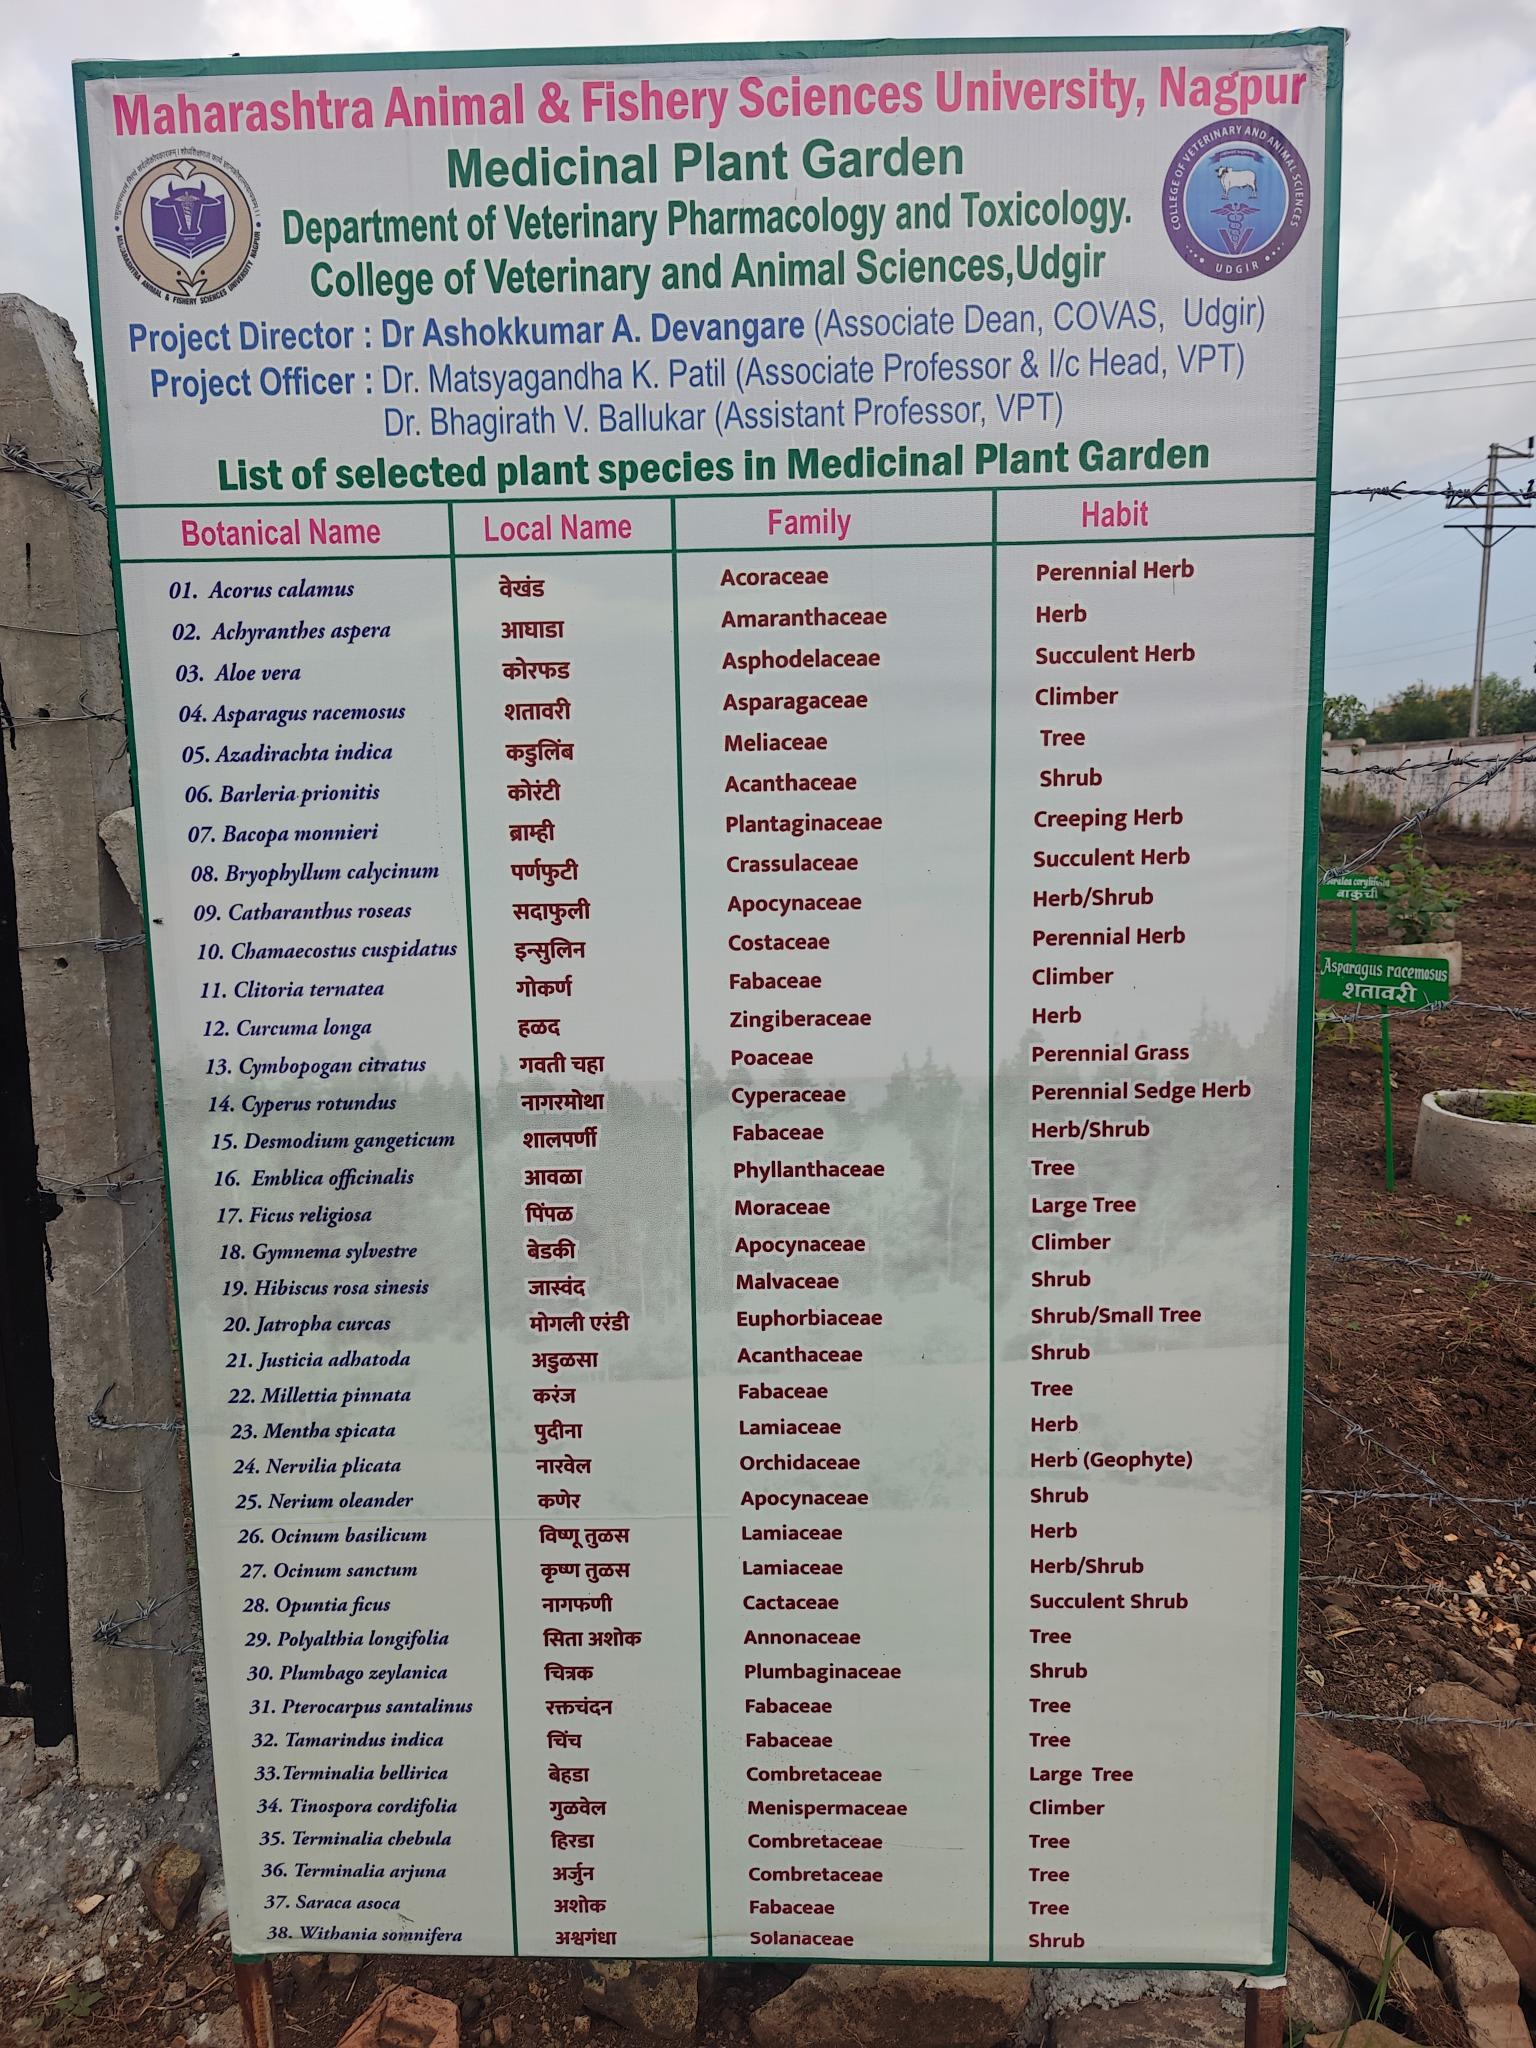 Maharashtra Animal & Fishery Sciences University, Nagpur
Medicinal Plant Garden
Department of Veterinary Pharmacology and Toxicology.
College of Veterinary and Animal Sciences,Udgir
MAHARASHTRA ANIMAL & FISHERY SCIENCES UNIVERSITY NAGPUR
COLLEGE OF VETERINARY AND ANIMAL SCIENCES
UDGIR
Project Director : Dr Ashokkumar A. Devangare (Associate Dean, COVAS, Udgir)
Project Officer : Dr. Matsyagandha K. Patil (Associate Professor & I/c Head, VPT)
Dr. Bhagirath V. Ballukar (Assistant Professor, VPT)
List of selected plant species in Medicinal Plant Garden
Botanical Name Local Name Family Habit
01. Acorus calamus वेखंड Acoraceae Perennial Herb
02. Achyranthes aspera आघाडा Amaranthaceae Herb
03. Aloe vera कोरफड Asphodelaceae Succulent Herb
04. Asparagus racemosus शतावरी Asparagaceae Climber
05. Azadirachta indica कडुलिंब Meliaceae Tree
06. Barleria prionitis कोरंटी Acanthaceae Shrub
07. Bacopa monnieri ब्राम्ही Plantaginaceae Creeping Herb
08. Bryophyllum calycinum पर्णफुटी Crassulaceae Succulent Herb
09. Catharanthus roseas सदाफुली Apocynaceae Herb/Shrub
10. Chamaecostus cuspidatus इन्सुलिन Costaceae Perennial Herb
11. Clitoria ternatea गोकर्ण Fabaceae Climber
12. Curcuma longa हळद Zingiberaceae Herb
13. Cymbopogan citratus गवती चहा Poaceae Perennial Grass
14. Cyperus rotundus नागरमोथा Cyperaceae Perennial Sedge Herb
15. Desmodium gangeticum शालपर्णी Fabaceae Herb/Shrub
16. Emblica officinalis आवळा Phyllanthaceae Tree
17. Ficus religiosa पिंपळ Moraceae Large Tree
18. Gymnema sylvestre बेडकी Apocynaceae Climber
19. Hibiscus rosa sinesis जास्वंद Malvaceae Shrub
20. Jatropha curcas मोगली एरंडी Euphorbiaceae Shrub/Small Tree
21. Justicia adhatoda अडुळसा Acanthaceae Shrub
22. Millettia pinnata करंज Fabaceae Tree
23. Mentha spicata पुदीना Lamiaceae Herb
24. Nervilia plicata नारवेल Orchidaceae Herb (Geophyte)
25. Nerium oleander कणेर Apocynaceae Shrub
26. Ocinum basilicum विष्णू तुळस Lamiaceae Herb
27. Ocinum sanctum कृष्ण तुळस Lamiaceae Herb/Shrub
28. Opuntia ficus नागफणी Cactaceae Succulent Shrub
29. Polyalthia longifolia सिता अशोक Annonaceae Tree
30. Plumbago zeylanica चित्रक Plumbaginaceae Shrub
31. Pterocarpus santalinus रक्तचंदन Fabaceae Tree
32. Tamarindus indica चिंच Fabaceae Tree
33.Terminalia bellirica बेहडा Combretaceae Large Tree
34. Tinospora cordifolia गुळवेल Menispermaceae Climber
35. Terminalia chebula हिरडा Combretaceae Tree
36. Terminalia arjuna अर्जुन Combretaceae Tree
37. Saraca asoca अशोक Fabaceae Tree
38. Withania somnifera अश्वगंधा Solanaceae Shrub
बाकुची
Asparagus racemosus
शतावरी